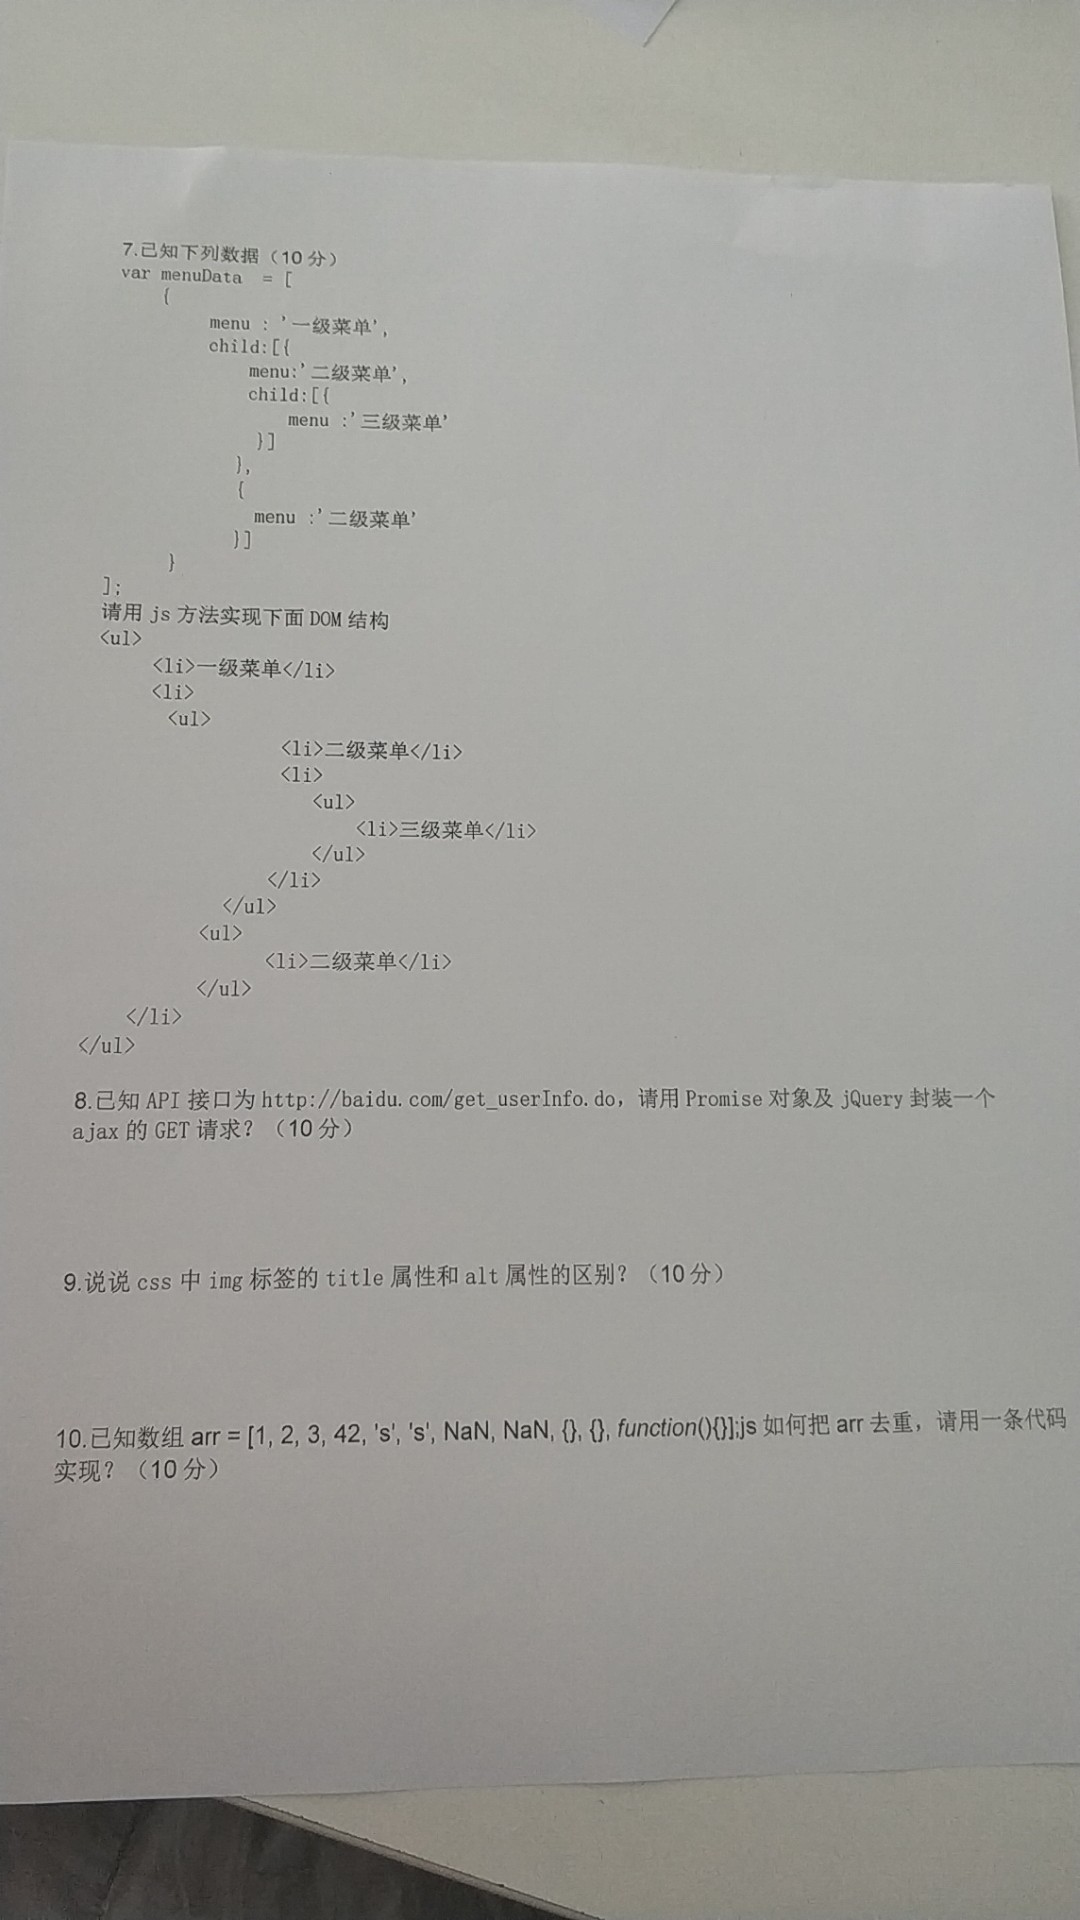 7.已知下列数据（10 分）
var menuData  = [
{
menu : '一级菜单',
child:[{
menu:'二级菜单',
child:[{
menu :'三级菜单'
}]
},
{
menu :'二级菜单'
}]
}
];
请用 js 方法实现下面 DOM 结构
<ul>
<li>一级菜单</li>
<li>
<ul>
<li>二级菜单</li>
<li>
<ul>
<li>三级菜单</li>
</ul>
</li>
</ul>
<ul>
<li>二级菜单</li>
</ul>
</li>
</ul>
8.已知 API 接口为 http://baidu.com/get_userInfo.do，请用 Promise 对象及 jQuery 封装一个
ajax 的 GET 请求？（10 分）
9.说说 css 中 img 标签的 title 属性和 alt 属性的区别？（10 分）
10.已知数组 arr = [1, 2, 3, 42, 's', 's', NaN, NaN, {}, {}, function(){}];js 如何把 arr 去重，请用一条代码
实现？（10 分）